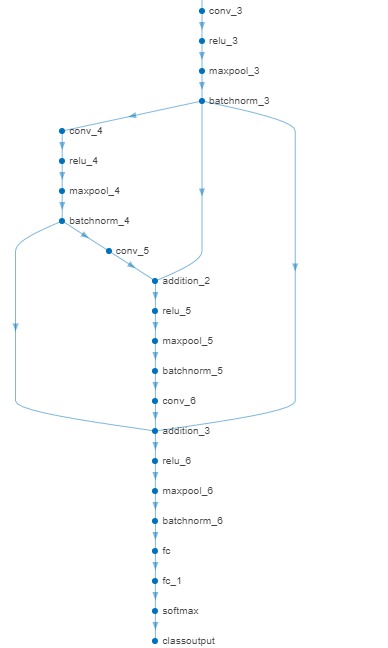 conv_3
relu_3
maxpool_3
batchnorm_3
conv_4
relu_4
maxpool_4
batchnorm_4
conv_5
addition_2
relu_5
maxpool_5
batchnorm_5
conv_6
addition_3
relu_6
maxpool_6
batchnorm_6
fc
fc_1
softmax
classoutput